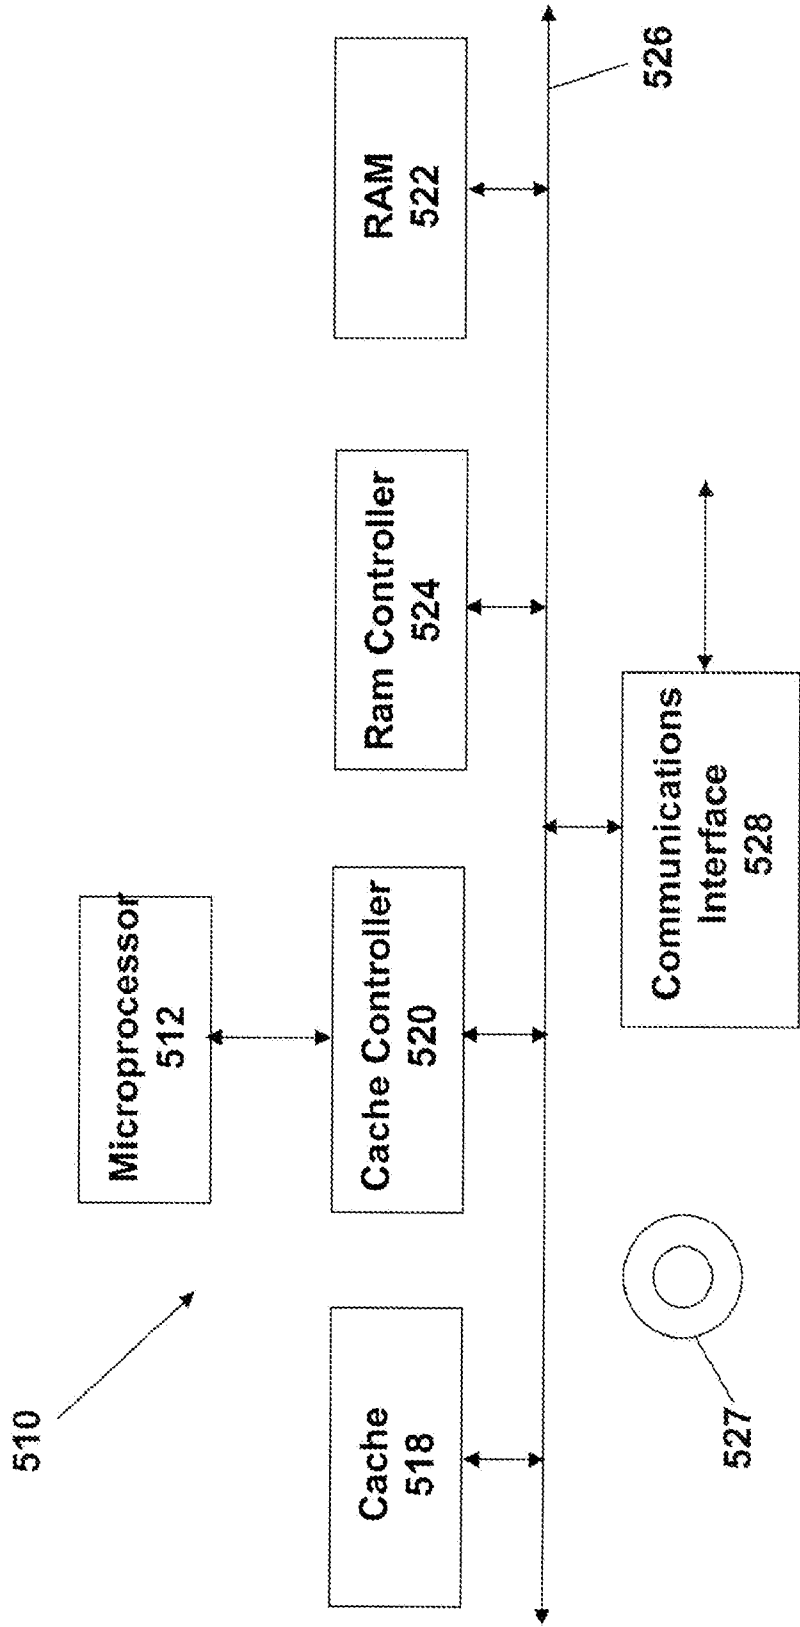 510
Microprocessor
512
Cache
518
Cache Controller
520
Ram Controller
524
RAM
522
526
527
Communications
Interface
528